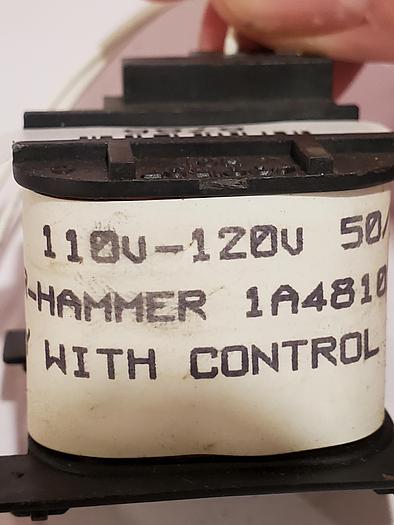 110V-120V 50/
-HAMMER 1A4810
WITH CONTROL